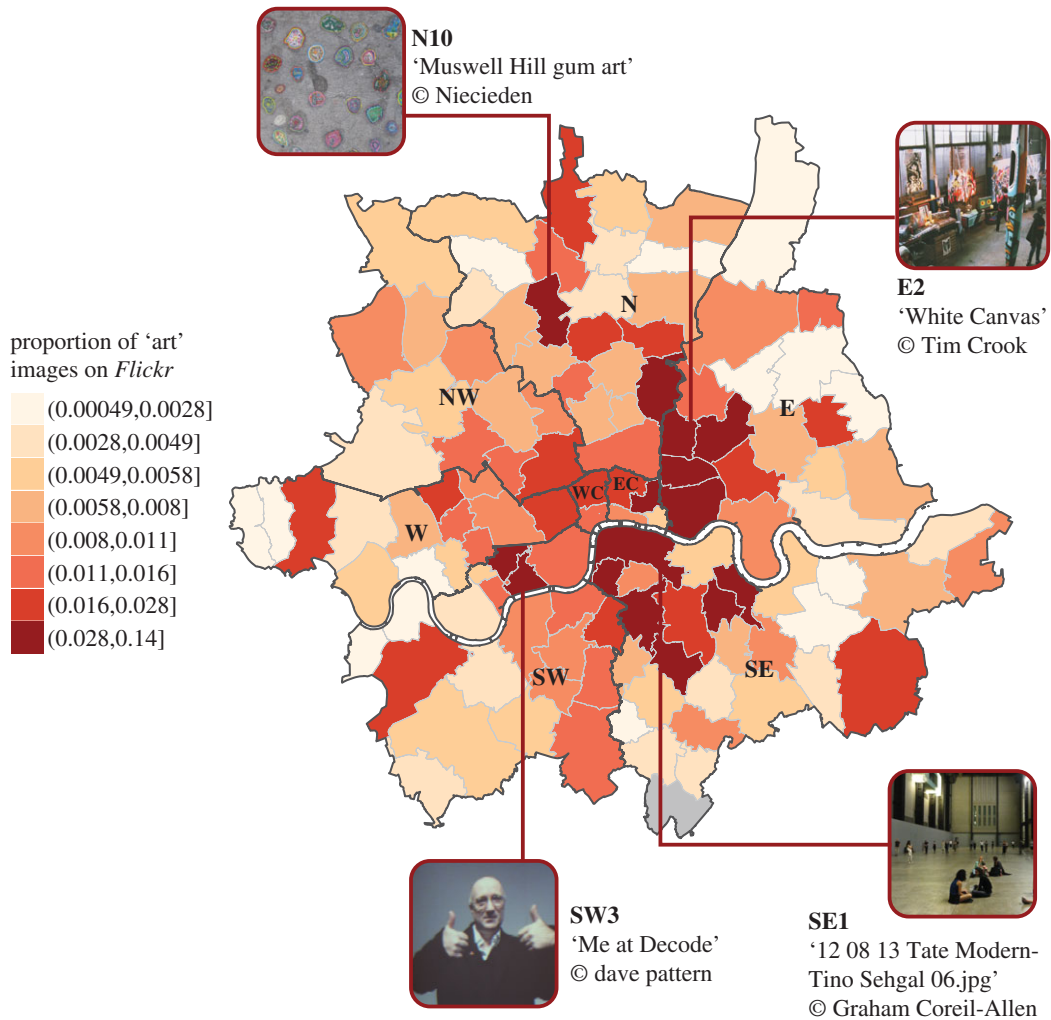 N10
‘Muswell Hill gum art’
© Niecieden
E2
‘White Canvas’
© Tim Crook
proportion of ‘art’
images on Flickr
(0.00049,0.0028]
(0.0028,0.0049]
(0.0049,0.0058]
(0.0058,0.008]
(0.008,0.011]
(0.011,0.016]
(0.016,0.028]
(0.028,0.14]
N
NW
E
WC
EC
W
SW
SE
SW3
‘Me at Decode’
© dave pattern
SE1
‘12 08 13 Tate Modern-
Tino Sehgal 06.jpg’
© Graham Coreil-Allen